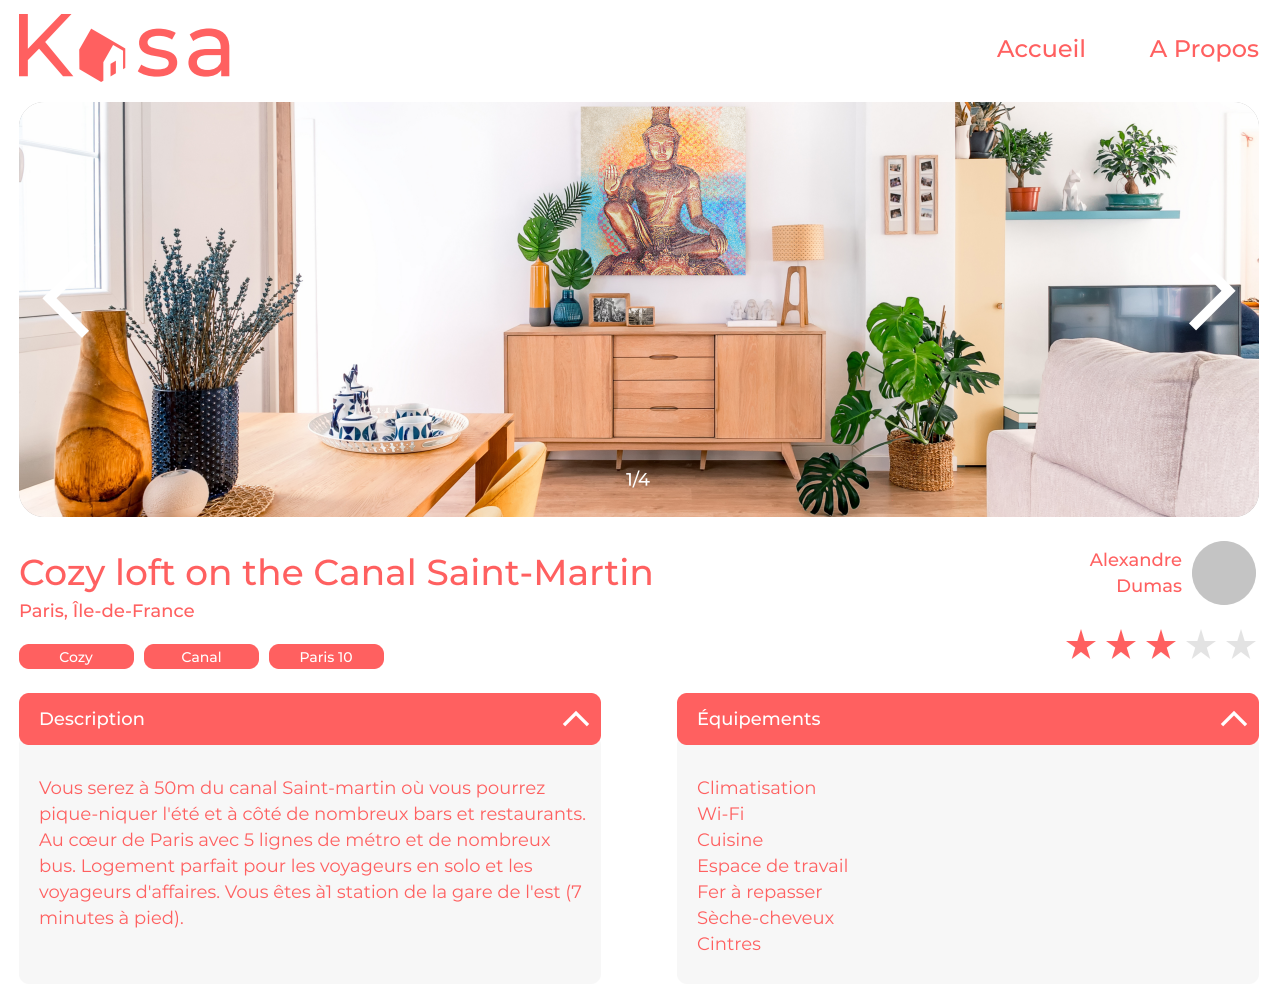 Kasa
Accueil
A Propos
1/4
Cozy loft on the Canal Saint-Martin
Paris, Île-de-France
Alexandre
Dumas
Cozy
Canal
Paris 10
Description
Vous serez à 50m du canal Saint-martin où vous pourrez
pique-niquer l'été et à côté de nombreux bars et restaurants.
Au cœur de Paris avec 5 lignes de métro et de nombreux
bus. Logement parfait pour les voyageurs en solo et les
voyageurs d'affaires. Vous êtes à1 station de la gare de l'est (7
minutes à pied).
Équipements
Climatisation
Wi-Fi
Cuisine
Espace de travail
Fer à repasser
Sèche-cheveux
Cintres